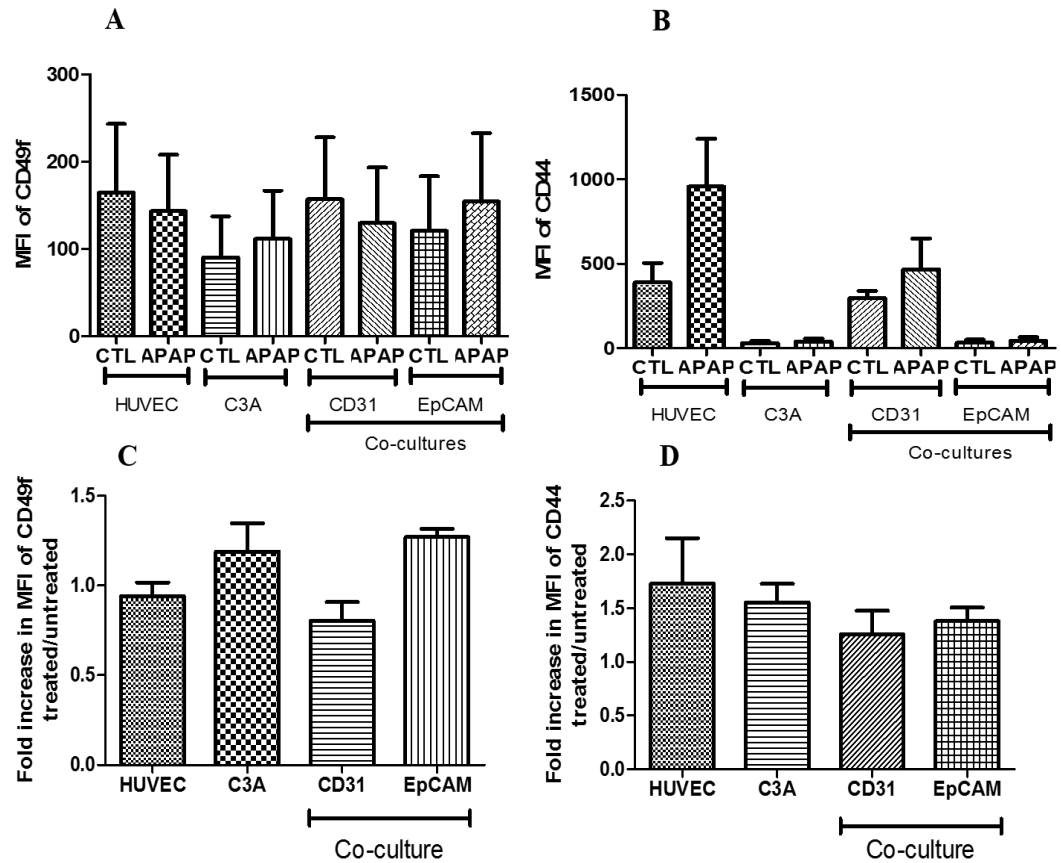 A
MFI of CD49f
300
200
100
0
CTL APAP CTL APAP CTL APAP CTL APAP
HUVEC C3A CD31 EpCAM
Co-cultures
B
MFI of CD44
1500
1000
500
0
CTL APAP CTL APAP CTL APAP CTL APAP
HUVEC C3A CD31 EpCAM
Co-cultures
C
Fold increase in MFI of CD49f
treated/untreated
1.5
1.0
0.5
0.0
HUVEC C3A CD31 EpCAM
Co-culture
D
Fold increase in MFI of CD44
treated/untreated
2.5
2.0
1.5
1.0
0.5
0.0
HUVEC C3A CD31 EpCAM
Co-culture